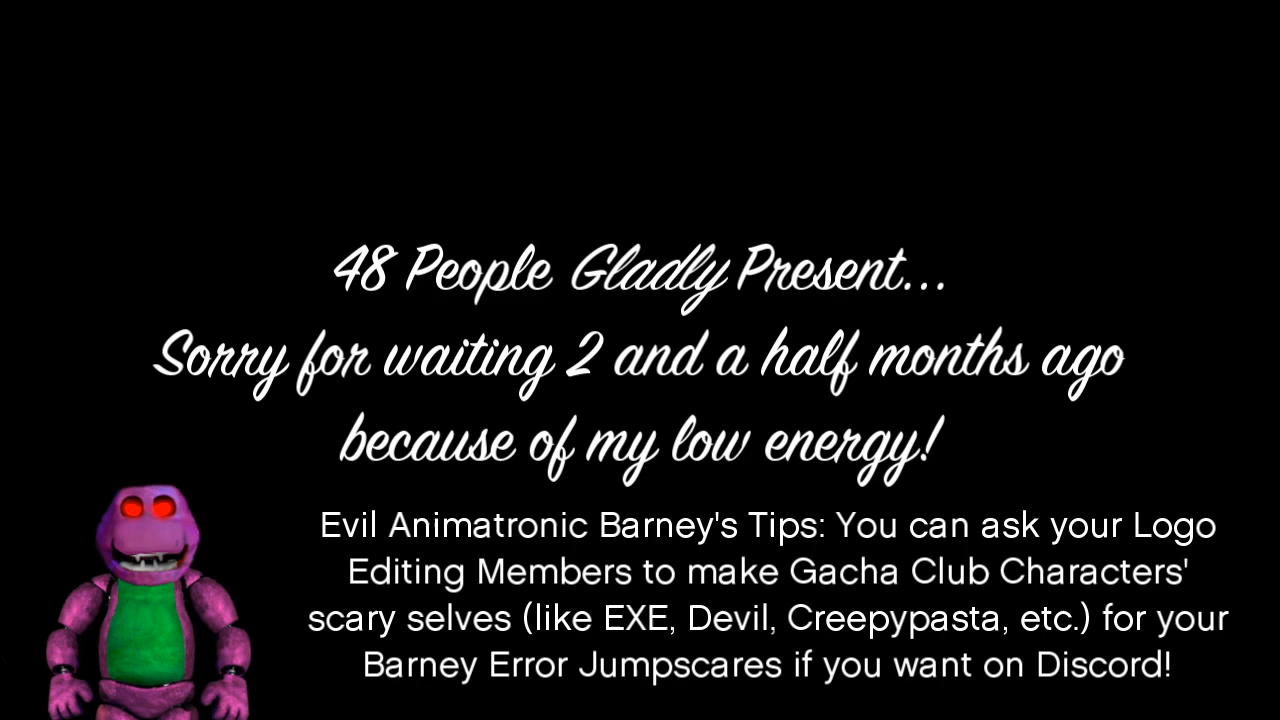 48 People Gladly Present...
Sorry for waiting 2 and a half months ago
because of my low energy!
Evil Animatronic Barney's Tips: You can ask your Logo
Editing Members to make Gacha Club Characters'
scary selves (like EXE, Devil, Creepypasta, etc.) for your
Barney Error Jumpscares if you want on Discord!